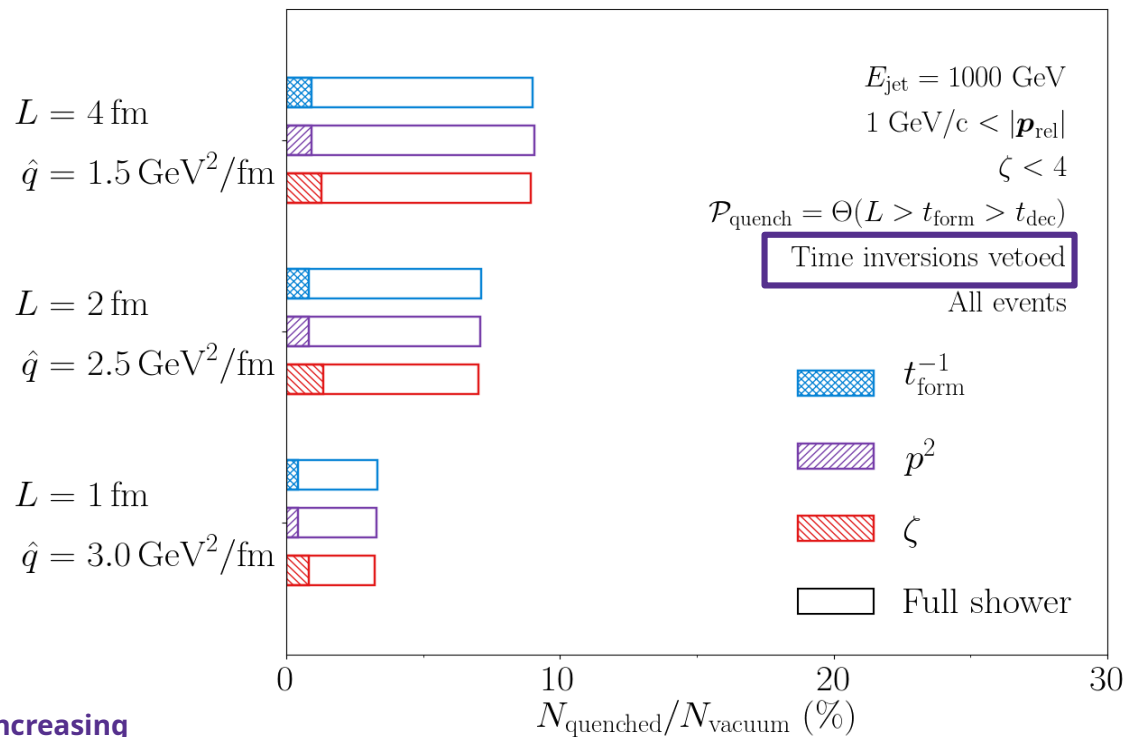 E_jet = 1000 GeV
1 GeV/c < |p_rel|
ζ < 4
P_quench = Θ(L > t_form > t_dec)
Time inversions vetoed
All events
L = 4 fm
q̂ = 1.5 GeV²/fm
L = 2 fm
q̂ = 2.5 GeV²/fm
L = 1 fm
q̂ = 3.0 GeV²/fm
t_form^{-1}
p²
ζ
Full shower
0 10 20 30
N_quenched/N_vacuum (%)
ncreasing